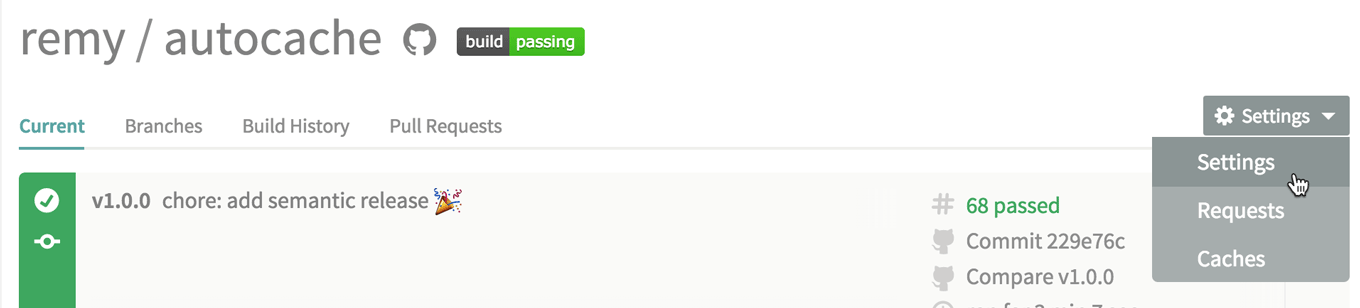 remy / autocache build passing
Current Branches Build History Pull Requests
Settings
Settings
Requests
Caches
v1.0.0 chore: add semantic release 🎉
# 68 passed
Commit 229e76c
Compare v1.0.0